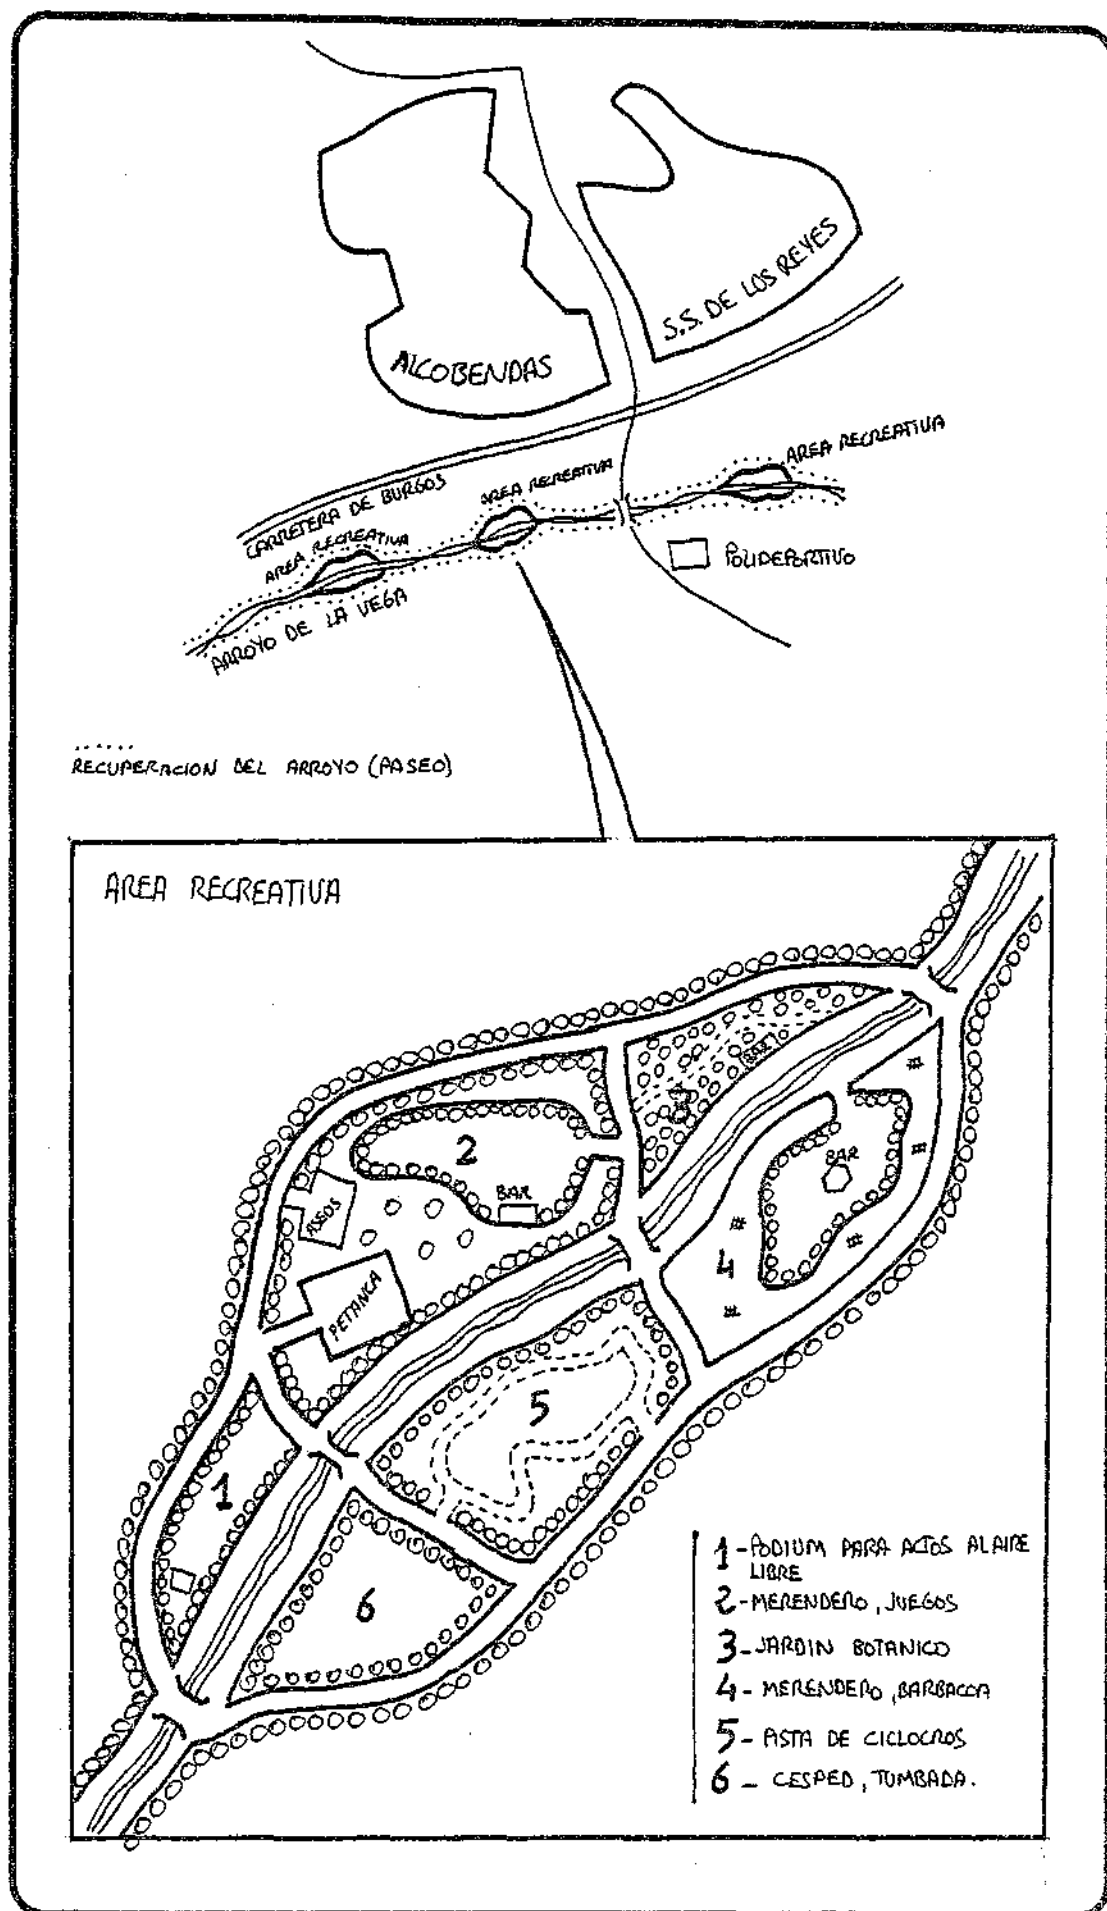 S.S. DE LOS REYES
ALCOBENDAS
AREA RECREATIVA
AREA RECREATIVA
CARRETERA DE BURGOS
AREA RECREATIVA
POLIDEPORTIVO
ARROYO DE LA VEGA
RECUPERACION DEL ARROYO (PASEO)
AREA RECREATIVA
BAR
2
BAR
BAR
ASEOS
4
PETANCA
5
1
6
1-PODIUM PARA ACTOS AL AIRE
LIBRE
2-MERENDERO, JUEGOS
3-JARDIN BOTANICO
4-MERENDERO, BARBACOA
5-PISTA DE CICLOCROS
6- CESPED, TUMBADA.